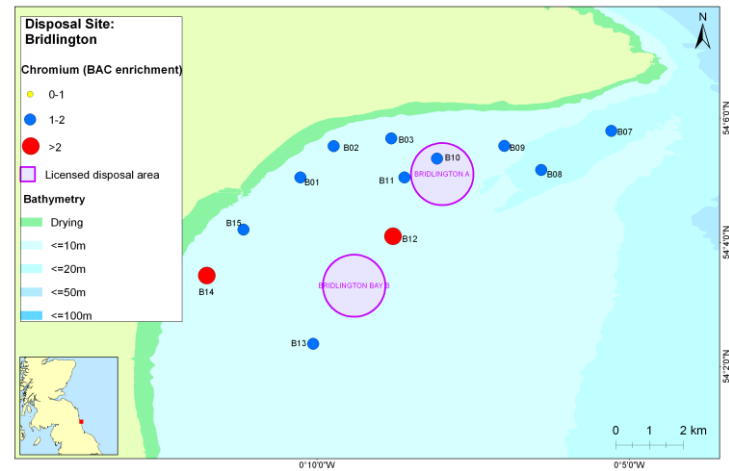 Disposal Site:
Bridlington
Chromium (BAC enrichment)
0-1
1-2
>2
Licensed disposal area
Bathymetry
Drying
<=10m
<=20m
<=50m
<=100m
N
B07
B03
B02
B09
B10
B08
BRIDLINGTON A
B11
B01
B15
B12
B14
BRIDLINGTON BAY B
B13
54°6'0"N
54°4'0"N
54°2'0"N
0 1 2 km
0°10'0"W
0°5'0"W